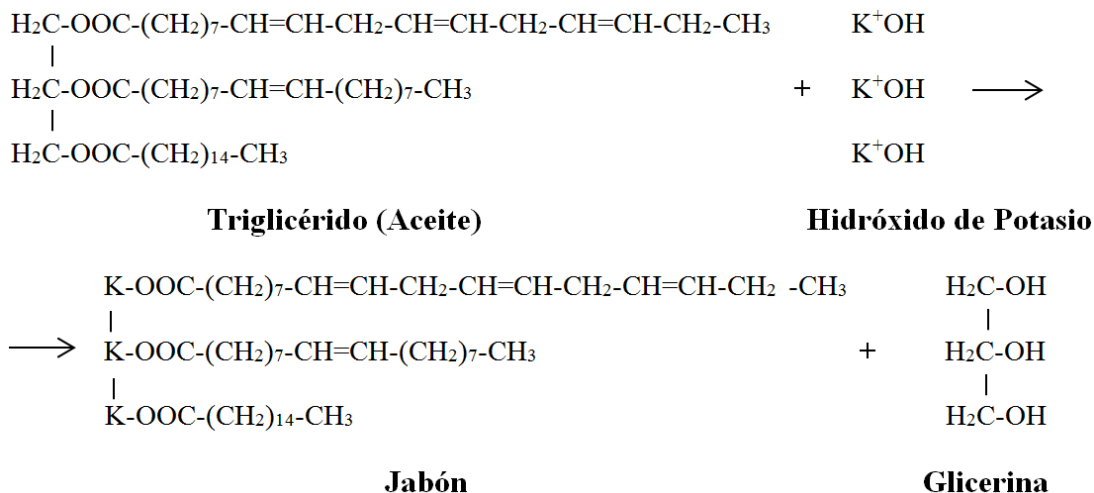 H₂C-OOC-(CH₂)₇-CH=CH-CH₂-CH=CH-CH₂-CH=CH-CH₂-CH₃ K⁺OH
H₂C-OOC-(CH₂)₇-CH=CH-(CH₂)₇-CH₃ + K⁺OH
H₂C-OOC-(CH₂)₁₄-CH₃ K⁺OH
Triglicérido (Aceite) Hidróxido de Potasio
K-OOC-(CH₂)₇-CH=CH-CH₂-CH=CH-CH₂-CH=CH-CH₂ -CH₃ H₂C-OH
K-OOC-(CH₂)₇-CH=CH-(CH₂)₇-CH₃ + H₂C-OH
K-OOC-(CH₂)₁₄-CH₃ H₂C-OH
Jabón Glicerina